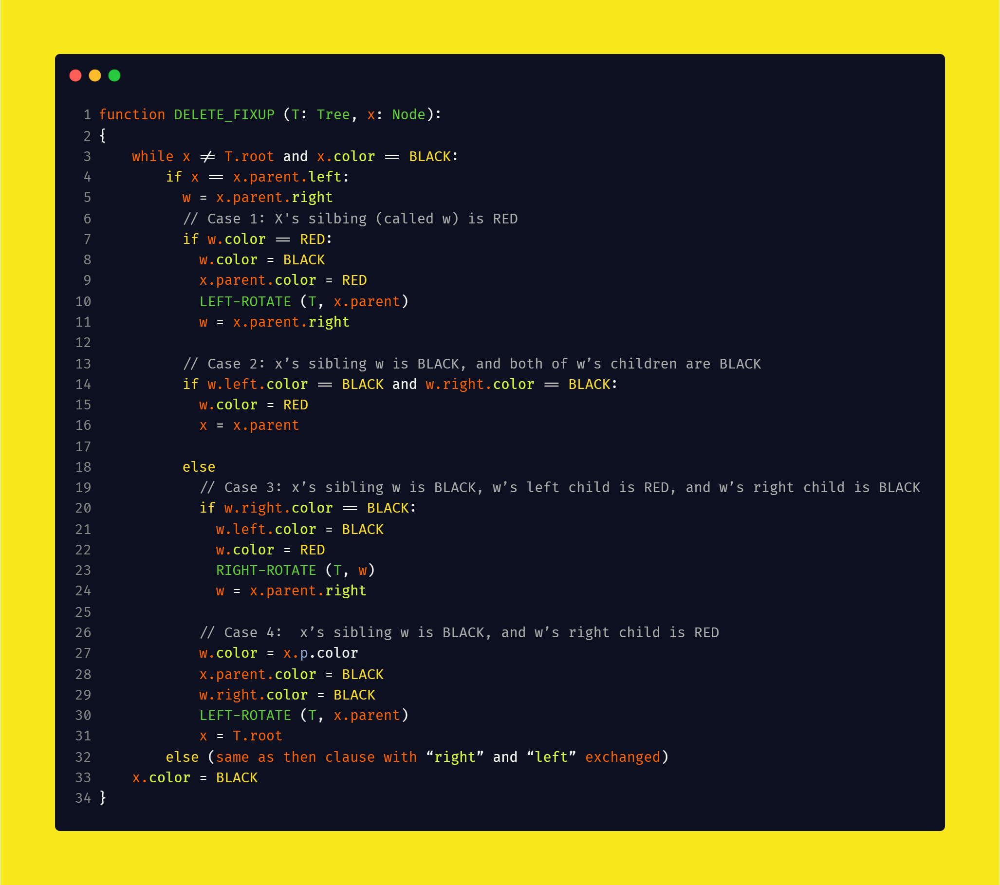 1 function DELETE_FIXUP (T: Tree, x: Node):
2 {
3     while x ≠ T.root and x.color == BLACK:
4         if x == x.parent.left:
5           w = x.parent.right
6           // Case 1: X's silbing (called w) is RED
7           if w.color == RED:
8             w.color = BLACK
9             x.parent.color = RED
10             LEFT-ROTATE (T, x.parent)
11             w = x.parent.right
12
13           // Case 2: x’s sibling w is BLACK, and both of w’s children are BLACK
14           if w.left.color == BLACK and w.right.color == BLACK:
15             w.color = RED
16             x = x.parent
17
18           else
19             // Case 3: x’s sibling w is BLACK, w’s left child is RED, and w’s right child is BLACK
20             if w.right.color == BLACK:
21               w.left.color = BLACK
22               w.color = RED
23               RIGHT-ROTATE (T, w)
24               w = x.parent.right
25
26             // Case 4:  x’s sibling w is BLACK, and w’s right child is RED
27             w.color = x.p.color
28             x.parent.color = BLACK
29             w.right.color = BLACK
30             LEFT-ROTATE (T, x.parent)
31             x = T.root
32         else (same as then clause with “right” and “left” exchanged)
33     x.color = BLACK
34 }